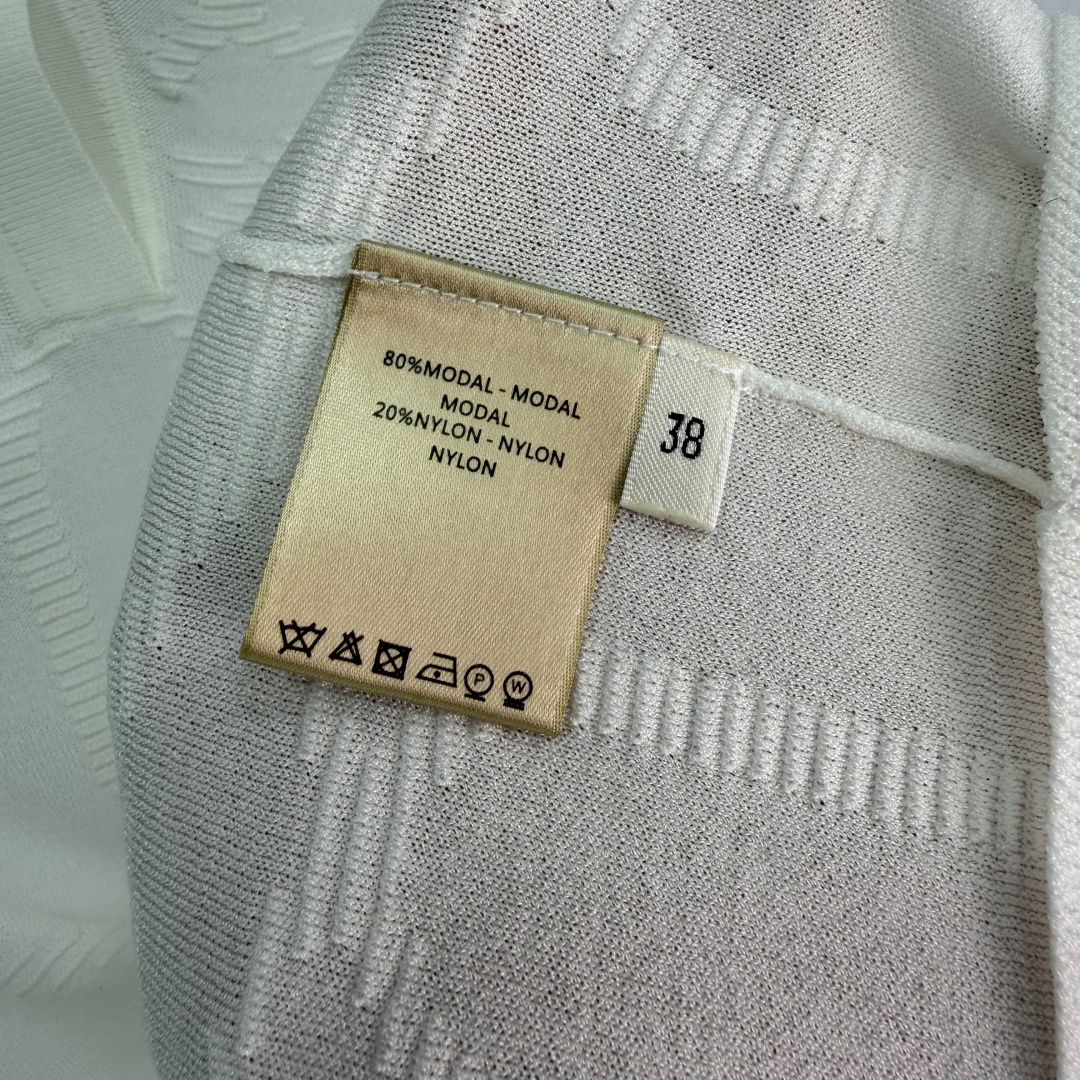 80%MODAL - MODAL
MODAL
20%NYLON - NYLON
NYLON
38
P
W